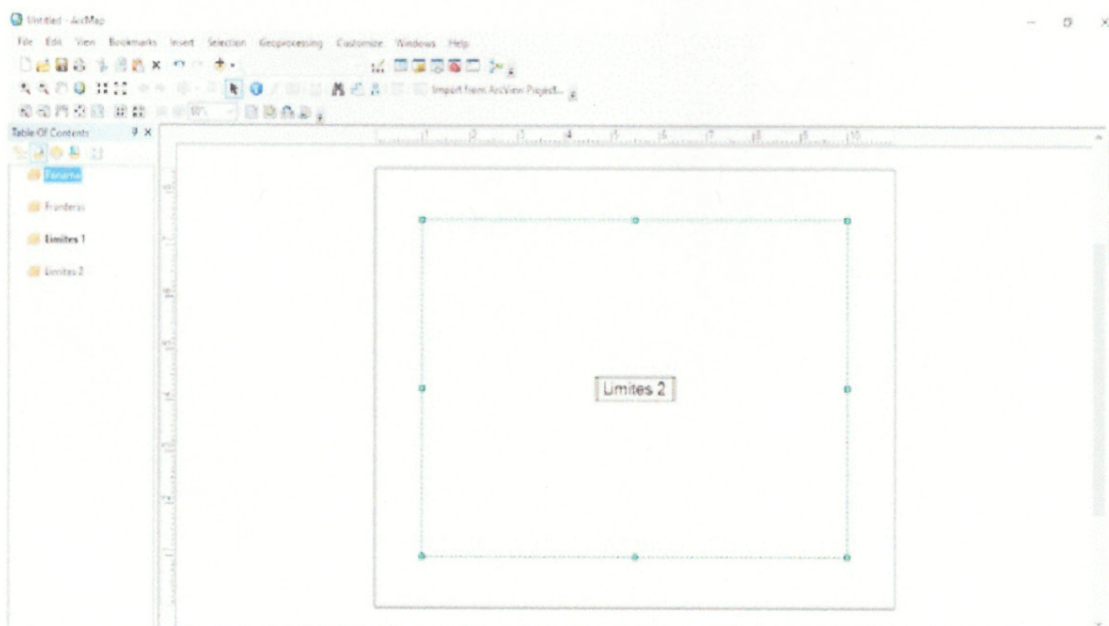 Untitled - ArcMap
File Edit View Bookmarks Insert Selection Geoprocessing Customize Windows Help
Import from ArcView Project...
50%
Table Of Contents
Panama
Fronteras
Limites 1
Limites 2
Limites 2